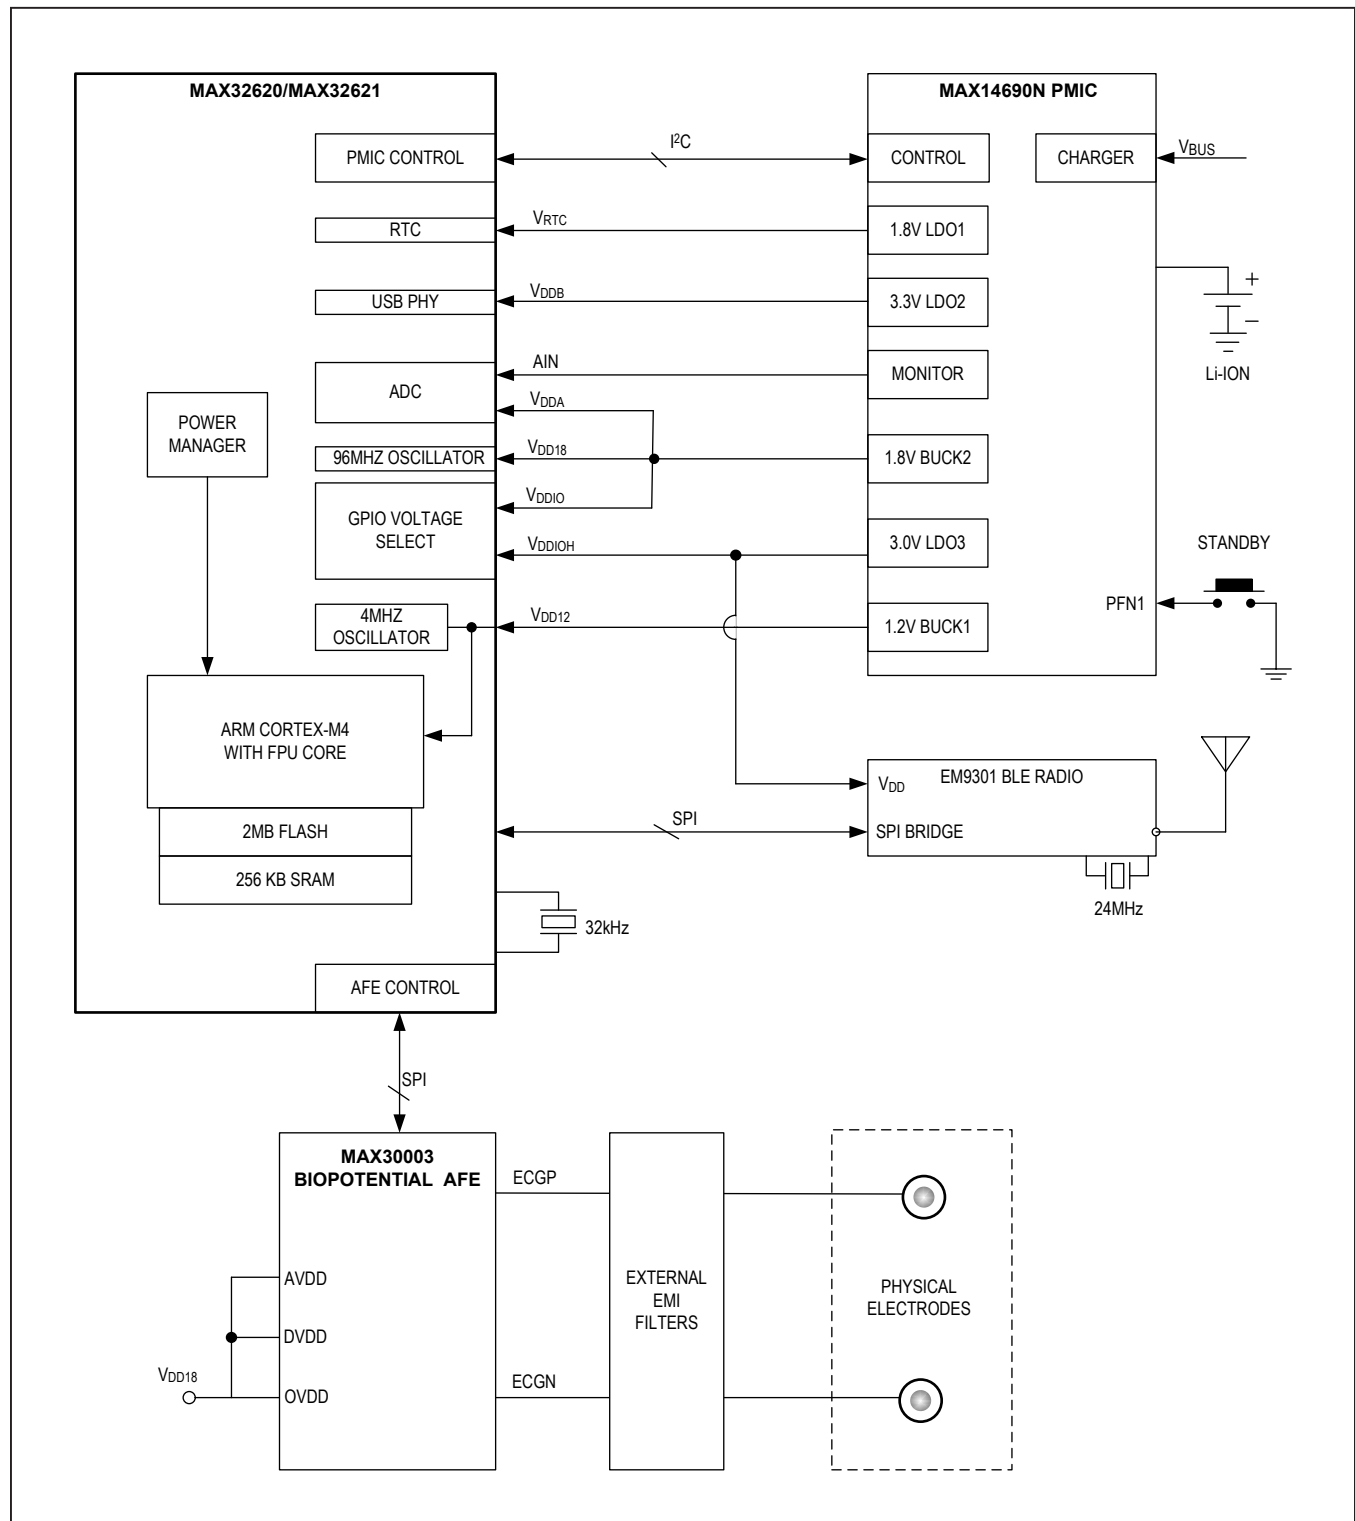 MAX32620/MAX32621
MAX14690N PMIC
PMIC CONTROL
I²C
CONTROL
CHARGER
VBUS
RTC
VRTC
1.8V LDO1
USB PHY
VDDB
3.3V LDO2
+
–
Li-ION
ADC
AIN
MONITOR
VDDA
POWER
MANAGER
96MHZ OSCILLATOR
VDD18
1.8V BUCK2
GPIO VOLTAGE
SELECT
VDDIO
VDDIOH
3.0V LDO3
STANDBY
PFN1
4MHZ
OSCILLATOR
VDD12
1.2V BUCK1
ARM CORTEX-M4
WITH FPU CORE
2MB FLASH
256 KB SRAM
EM9301 BLE RADIO
VDD
SPI
SPI BRIDGE
24MHz
32kHz
AFE CONTROL
SPI
MAX30003
BIOPOTENTIAL AFE
ECGP
AVDD
DVDD
OVDD
VDD18
ECGN
EXTERNAL
EMI
FILTERS
PHYSICAL
ELECTRODES